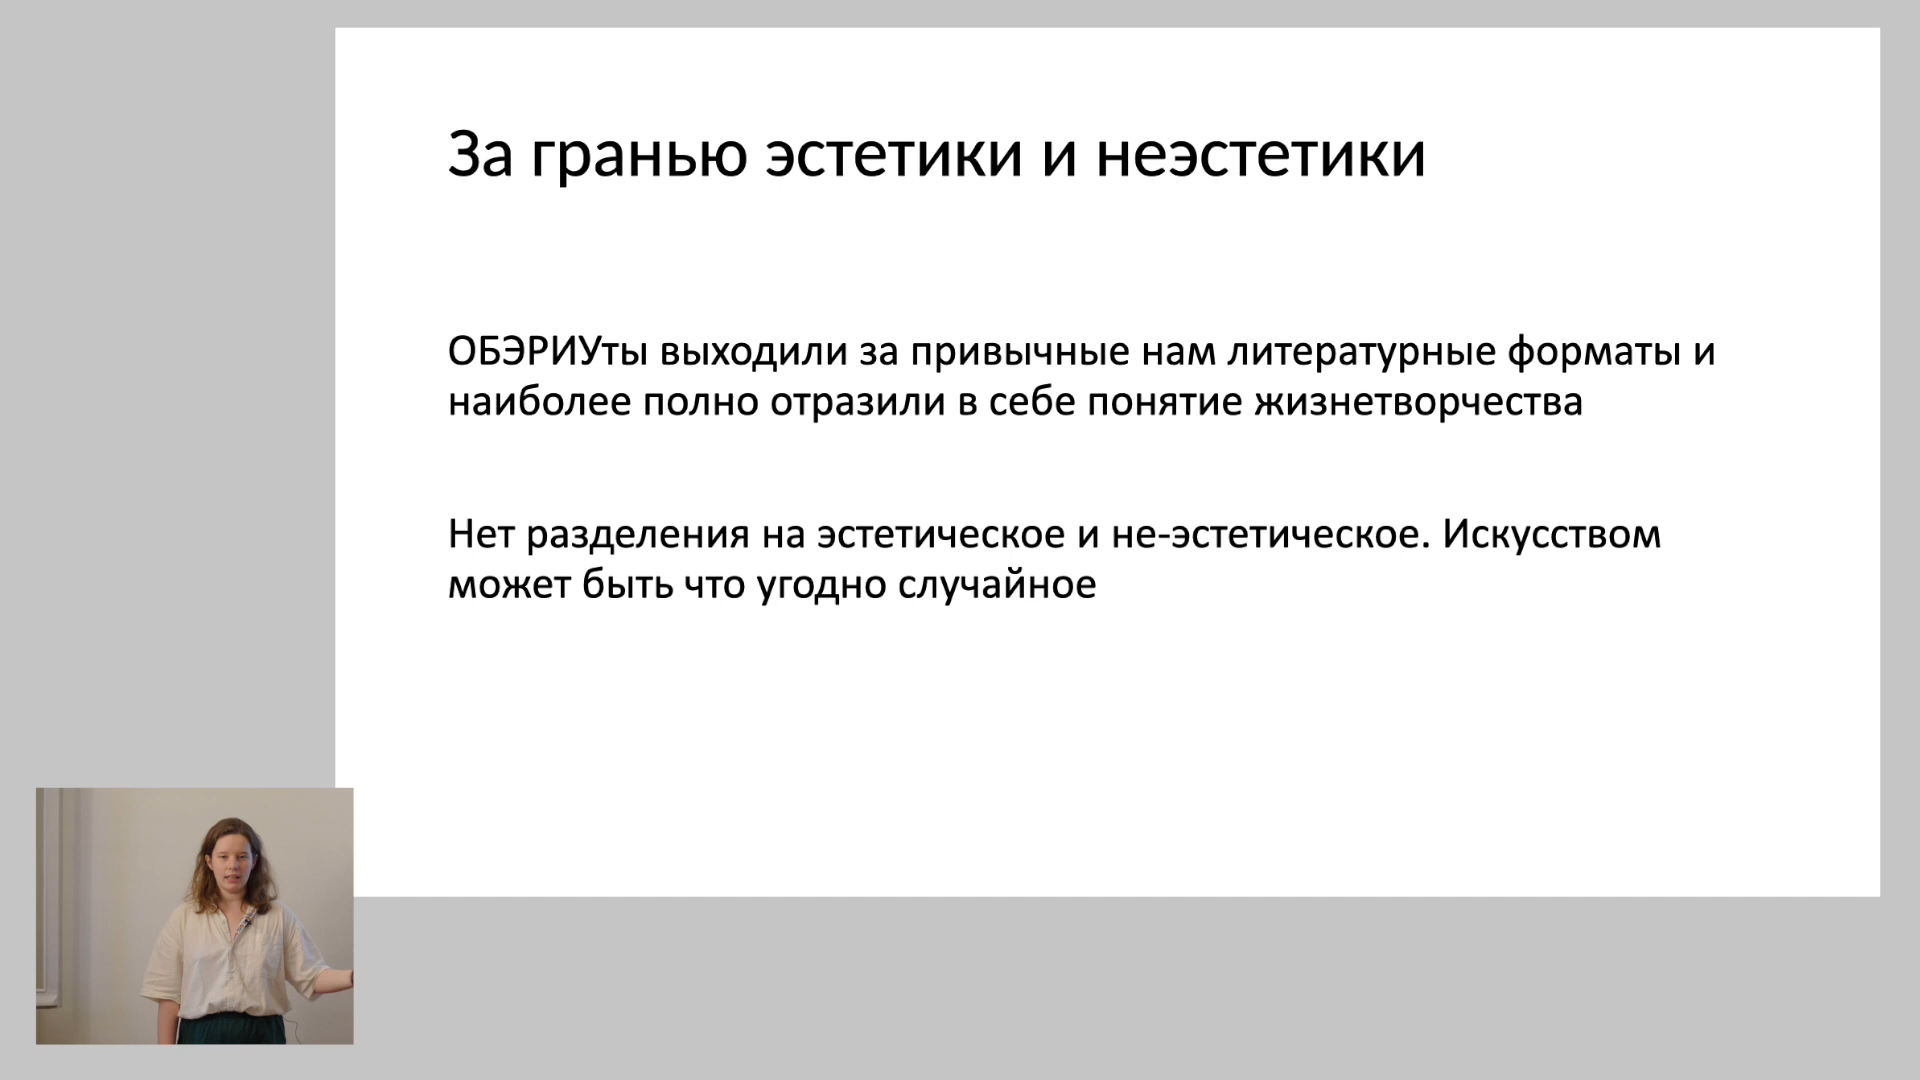 За гранью эстетики и неэстетики
ОБЭРИУты выходили за привычные нам литературные форматы и
наиболее полно отразили в себе понятие жизнетворчества
Нет разделения на эстетическое и не-эстетическое. Искусством
может быть что угодно случайное